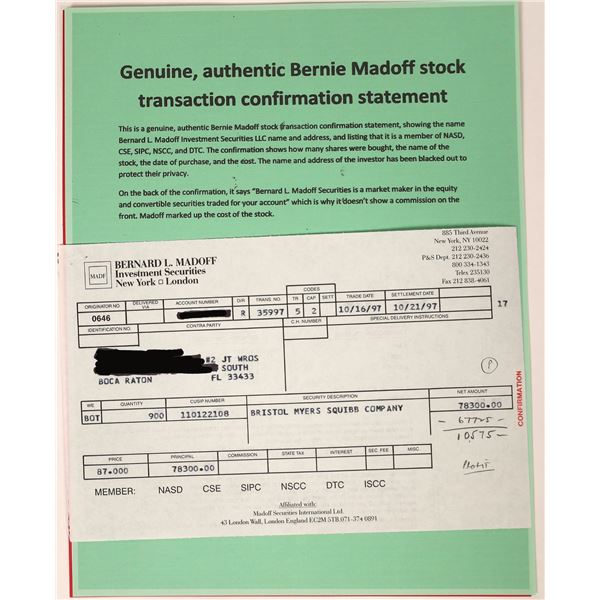 Genuine, authentic Bernie Madoff stock
transaction confirmation statement
This is a genuine, authentic Bernie Madoff stock transaction confirmation statement, showing the name
Bernard L. Madoff Investment Securities LLC name and address, and listing that it is a member of NASD,
CSE, SIPC, NSCC, and DTC. The confirmation shows how many shares were bought, the name of the
stock, the date of purchase, and the cost. The name and address of the investor has been blacked out to
protect their privacy.
On the back of the confirmation, it says "Bernard L. Madoff Securities is a market maker in the equity
and convertible securities traded for your account" which is why it doesn't show a commission on the
front. Madoff marked up the cost of the stock.
885 Third Avenue
New York, NY 10022
212 230-2424
P&S Dept. 212 230-2436
800 334-1343
Telex 235130
Fax 212 838-4061
MADF
BERNARD L. MADOFF
Investment Securities
New York □ London
ORIGINATOR NO. DELIVERED VIA ACCOUNT NUMBER D/R TRANS. NO. CODES TR CAP SETT TRADE DATE SETTLEMENT DATE
0646 R 35997 5 2 10/16/97 10/21/97 17
IDENTIFICATION NO. CONTRA PARTY C.H. NUMBER SPECIAL DELIVERY INSTRUCTIONS
#2 JT WROS
SOUTH
BOCA RATON FL 33433
P
WE QUANTITY CUSIP NUMBER SECURITY DESCRIPTION NET AMOUNT
BOT 900 110122108 BRISTOL MYERS SQUIBB COMPANY 78300.00
- 67725 -
10575 -
Profit
CONFIRMATION
PRICE PRINCIPAL COMMISSION STATE TAX INTEREST SEC. FEE MISC.
87.000 78300.00
MEMBER: NASD CSE SIPC NSCC DTC ISCC
Affiliated with:
Madoff Securities International Ltd.
43 London Wall, London England EC2M 5TB.071-374 0891